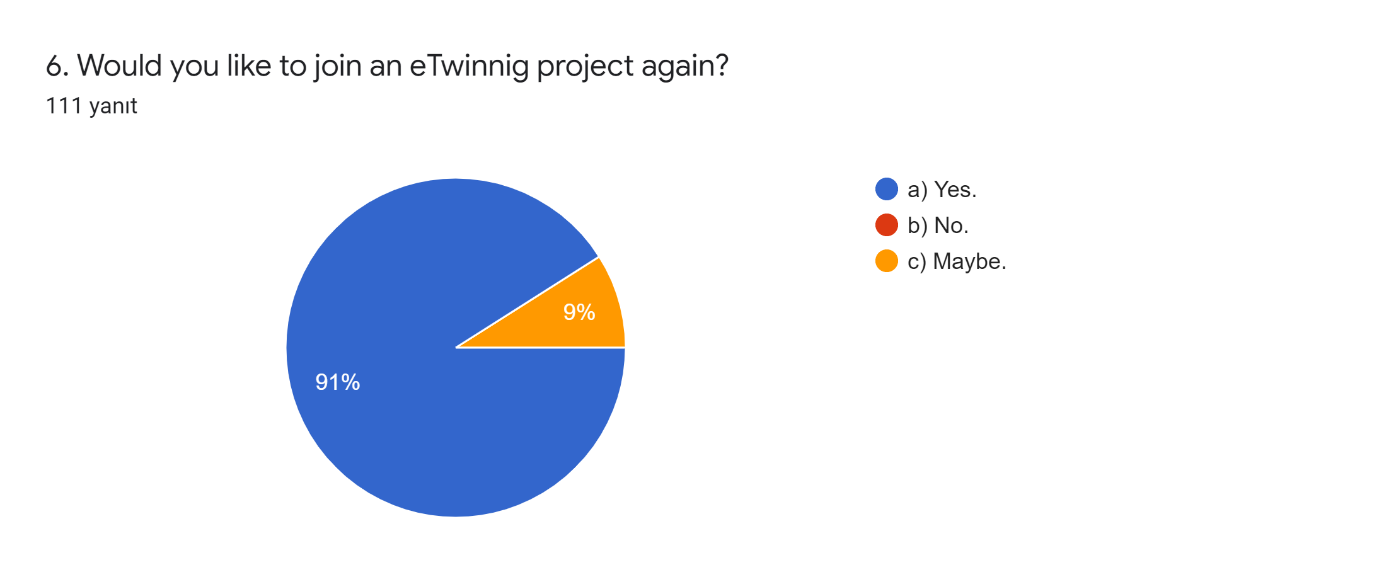 6. Would you like to join an eTwinnig project again?
111 yanıt
a) Yes.
b) No.
c) Maybe.
9%
91%